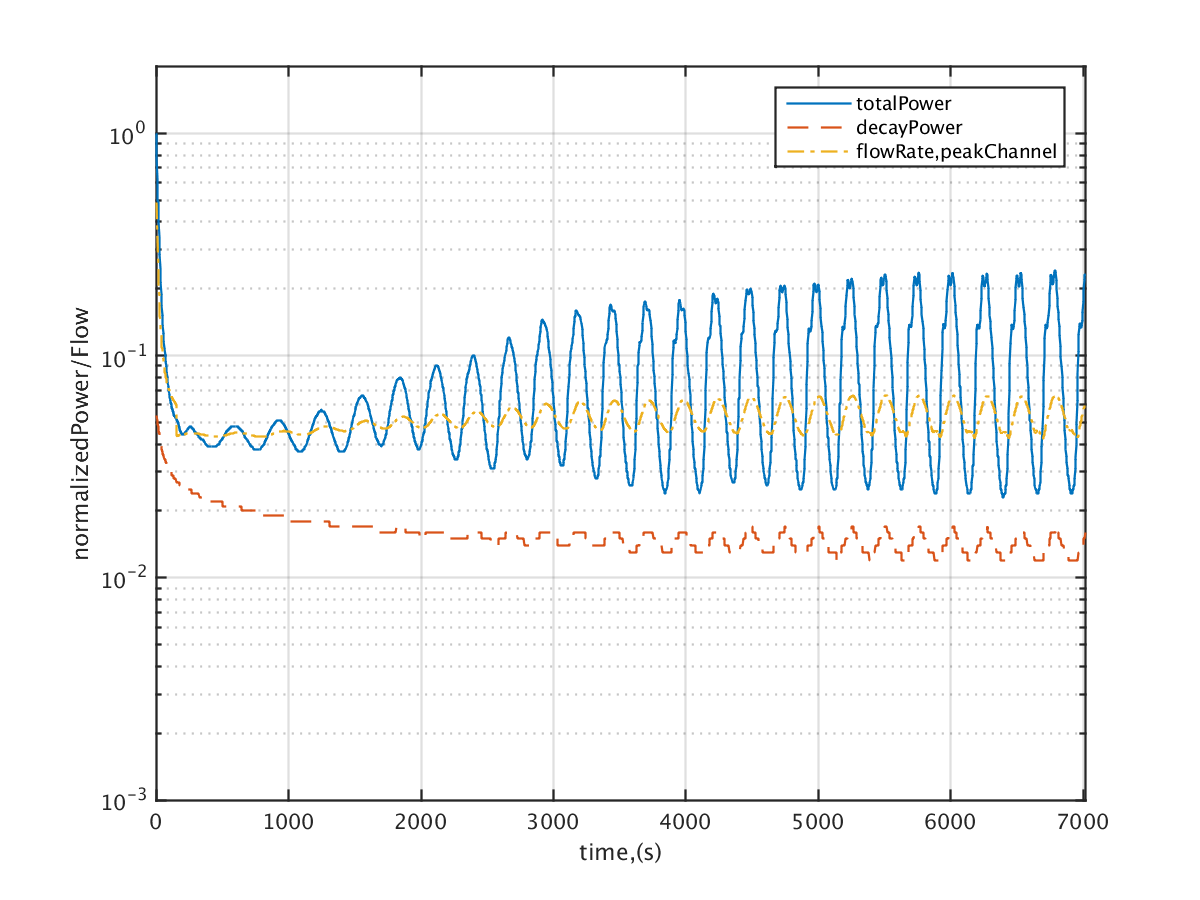 totalPower
decayPower
flowRate,peakChannel
normalizedPower/Flow
10^0
10^-1
10^-2
10^-3
0 1000 2000 3000 4000 5000 6000 7000
time,(s)